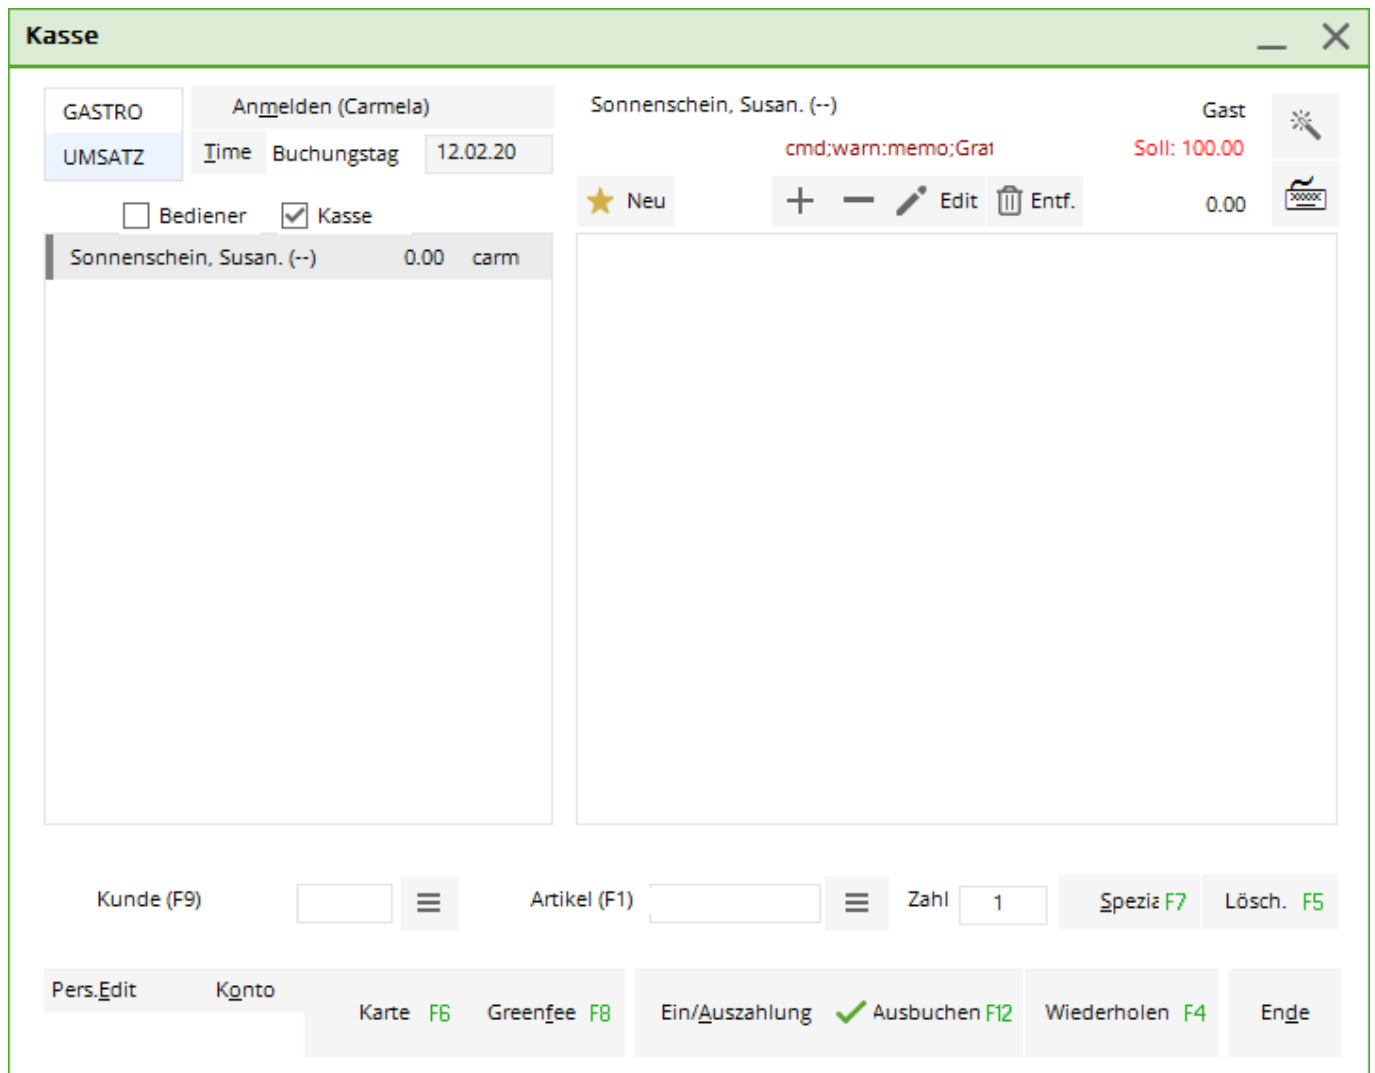 Kasse
GASTRO
UMSATZ
Anmelden (Carmela)
Time Buchungstag 12.02.20
Bediener Kasse
Sonnenschein, Susan. (--) 0.00 carm
Sonnenschein, Susan. (--) Gast
cmd;warn:memo;Grat Soll: 100.00
Neu Edit Entf. 0.00
Kunde (F9) Artikel (F1) Zahl 1 Spezia F7 Lösch. F5
Pers.Edit Konto
Karte F6 Greenfee F8 Ein/Auszahlung Ausbuchen F12 Wiederholen F4 Ende